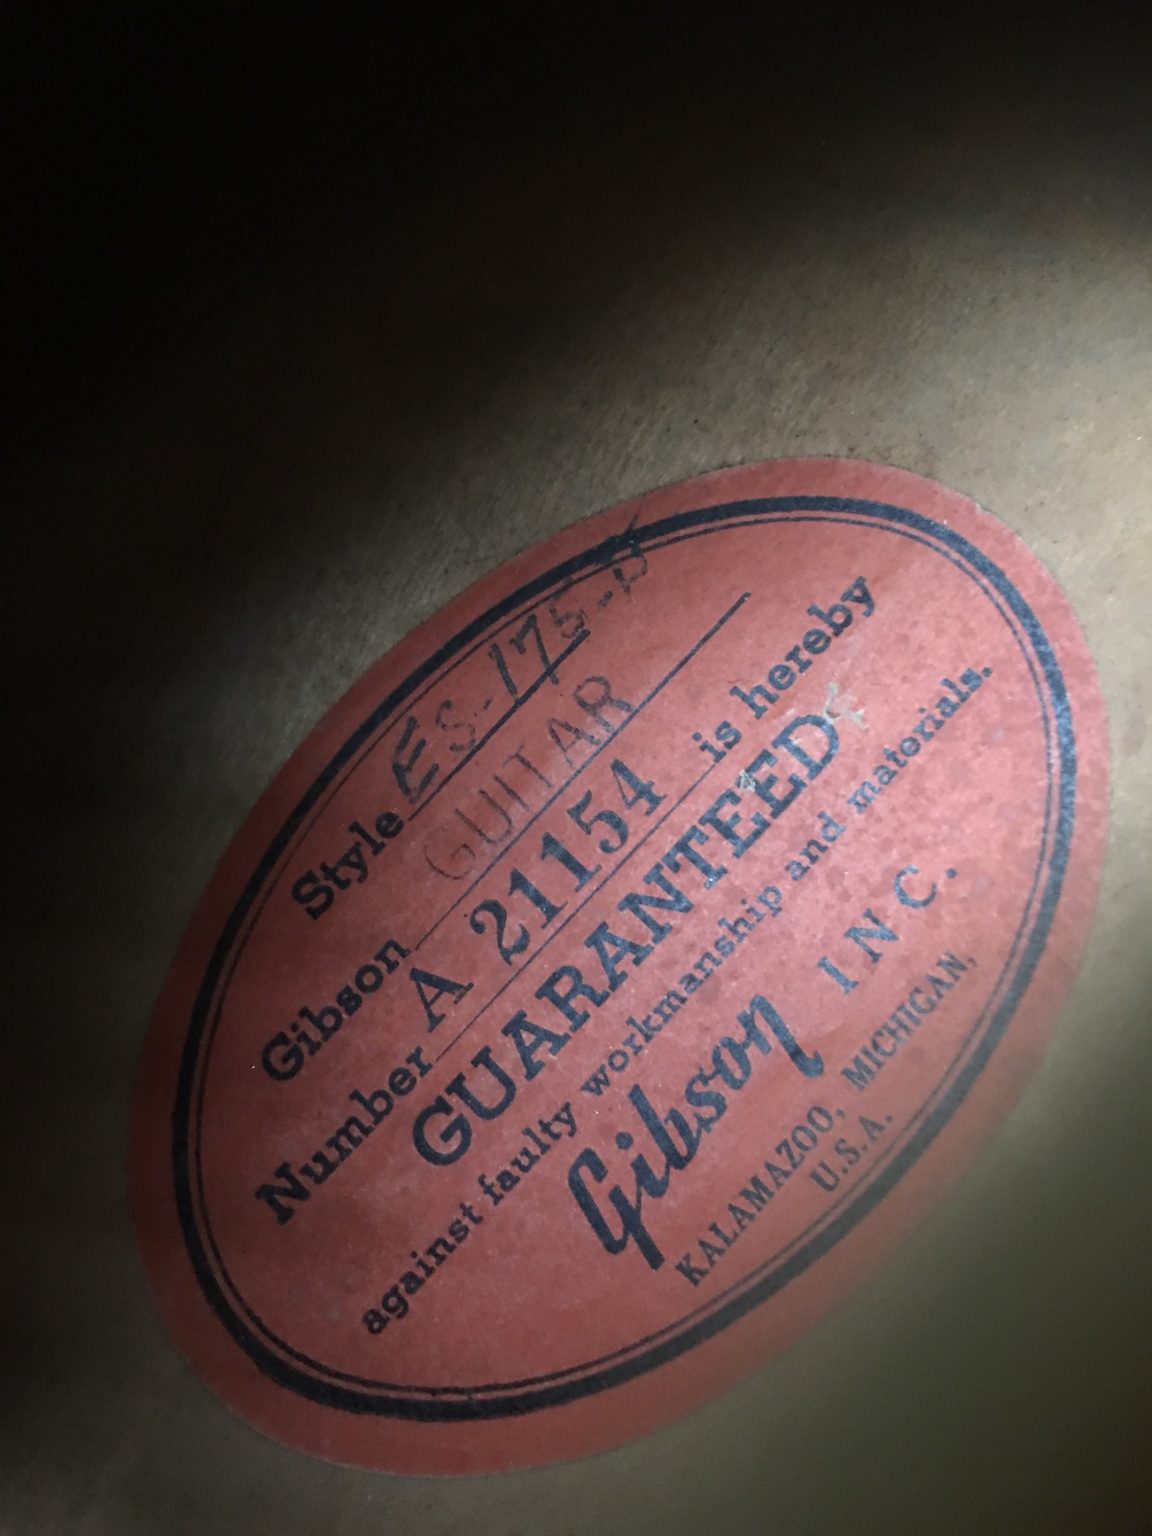 Style ES-175-D
Gibson GUITAR
Number A 21154 is hereby
GUARANTEED
against faulty workmanship and materials.
Gibson INC.
KALAMAZOO, MICHIGAN,
U.S.A.